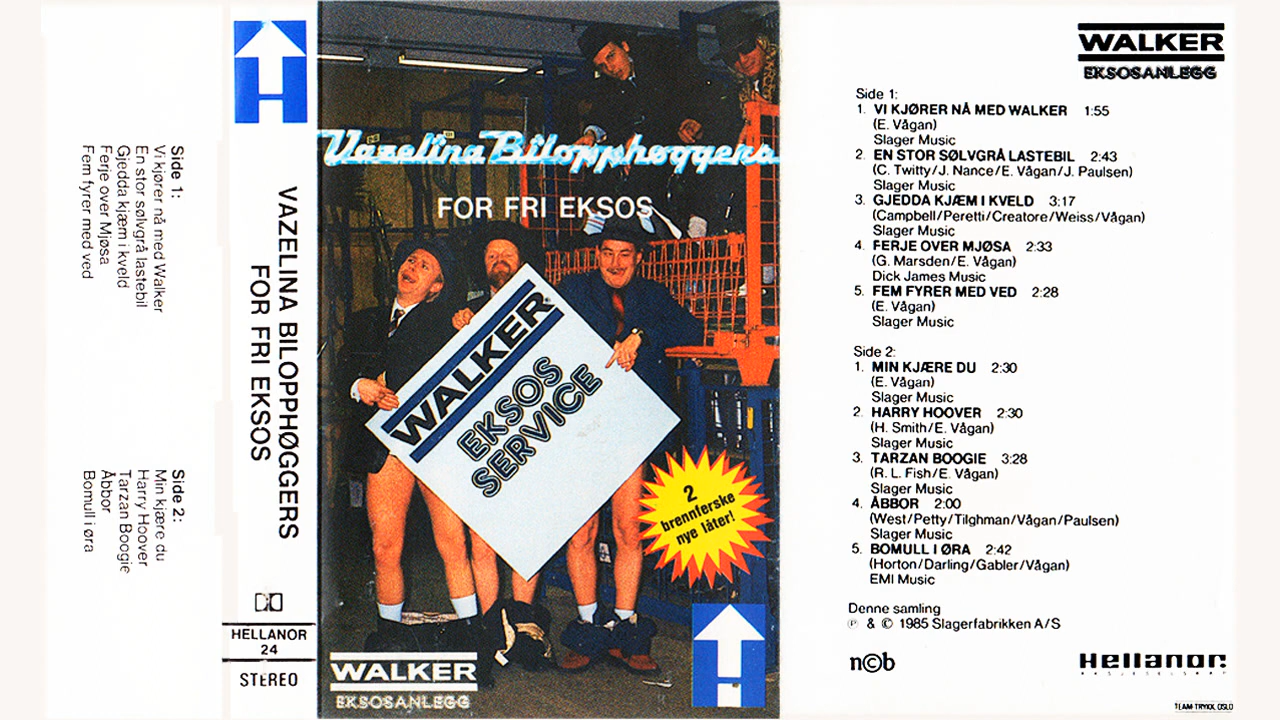 Side 1:
Vi kjører nå med Walker
En stor sølvgrå lastebil
Gjedda kjæm i kveld
Ferje over Mjøsa
Fem fyrer med ved
Side 2:
Min kjære du
Harry Hoover
Tarzan Boogie
Åbbor
Bomull i øra
VAZELINA BILOPPHØGGERS
FOR FRI EKSOS
HELLANOR
24
STEREO
Vazelina Bilopphøggers
FOR FRI EKSOS
WALKER
EKSOS
SERVICE
2
brennferske
nye låter!
WALKER
EKSOSANLEGG
WALKER
EKSOSANLEGG
Side 1:
1. VI KJØRER NÅ MED WALKER 1:55
(E. Vågan)
Slager Music
2. EN STOR SØLVGRÅ LASTEBIL 2:43
(C. Twitty/J. Nance/E. Vågan/J. Paulsen)
Slager Music
3. GJEDDA KJÆM I KVELD 3:17
(Campbell/Peretti/Creatore/Weiss/Vågan)
Slager Music
4. FERJE OVER MJØSA 2:33
(G. Marsden/E. Vågan)
Dick James Music
5. FEM FYRER MED VED 2:28
(E. Vågan)
Slager Music
Side 2:
1. MIN KJÆRE DU 2:30
(E. Vågan)
Slager Music
2. HARRY HOOVER 2:30
(H. Smith/E. Vågan)
Slager Music
3. TARZAN BOOGIE 3:28
(R. L. Fish/E. Vågan)
Slager Music
4. ÅBBOR 2:00
(West/Petty/Tilghman/Vågan/Paulsen)
Slager Music
5. BOMULL I ØRA 2:42
(Horton/Darling/Gabler/Vågan)
EMI Music
Denne samling
℗ & © 1985 Slagerfabrikken A/S
n©b
Hellanor
TEAM-TRYKK, OSLO